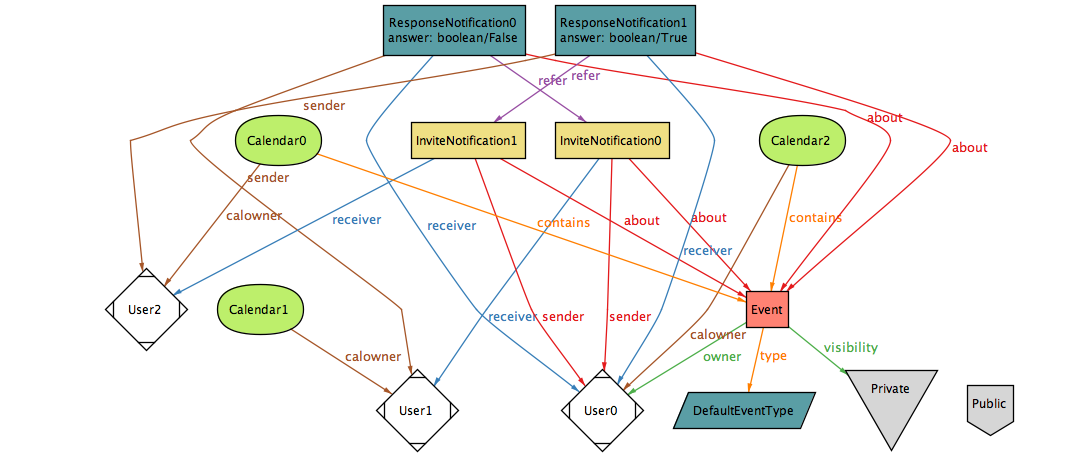 ResponseNotification0
answer: boolean/False
ResponseNotification1
answer: boolean/True
refer
refer
sender
about
Calendar0
InviteNotification1
InviteNotification0
Calendar2
about
sender
calowner
receiver
receiver
contains
about
about
contains
receiver
User2
Calendar1
Event
receiver
sender
sender
calowner
visibility
calowner
owner
type
Private
Public
User1
User0
DefaultEventType